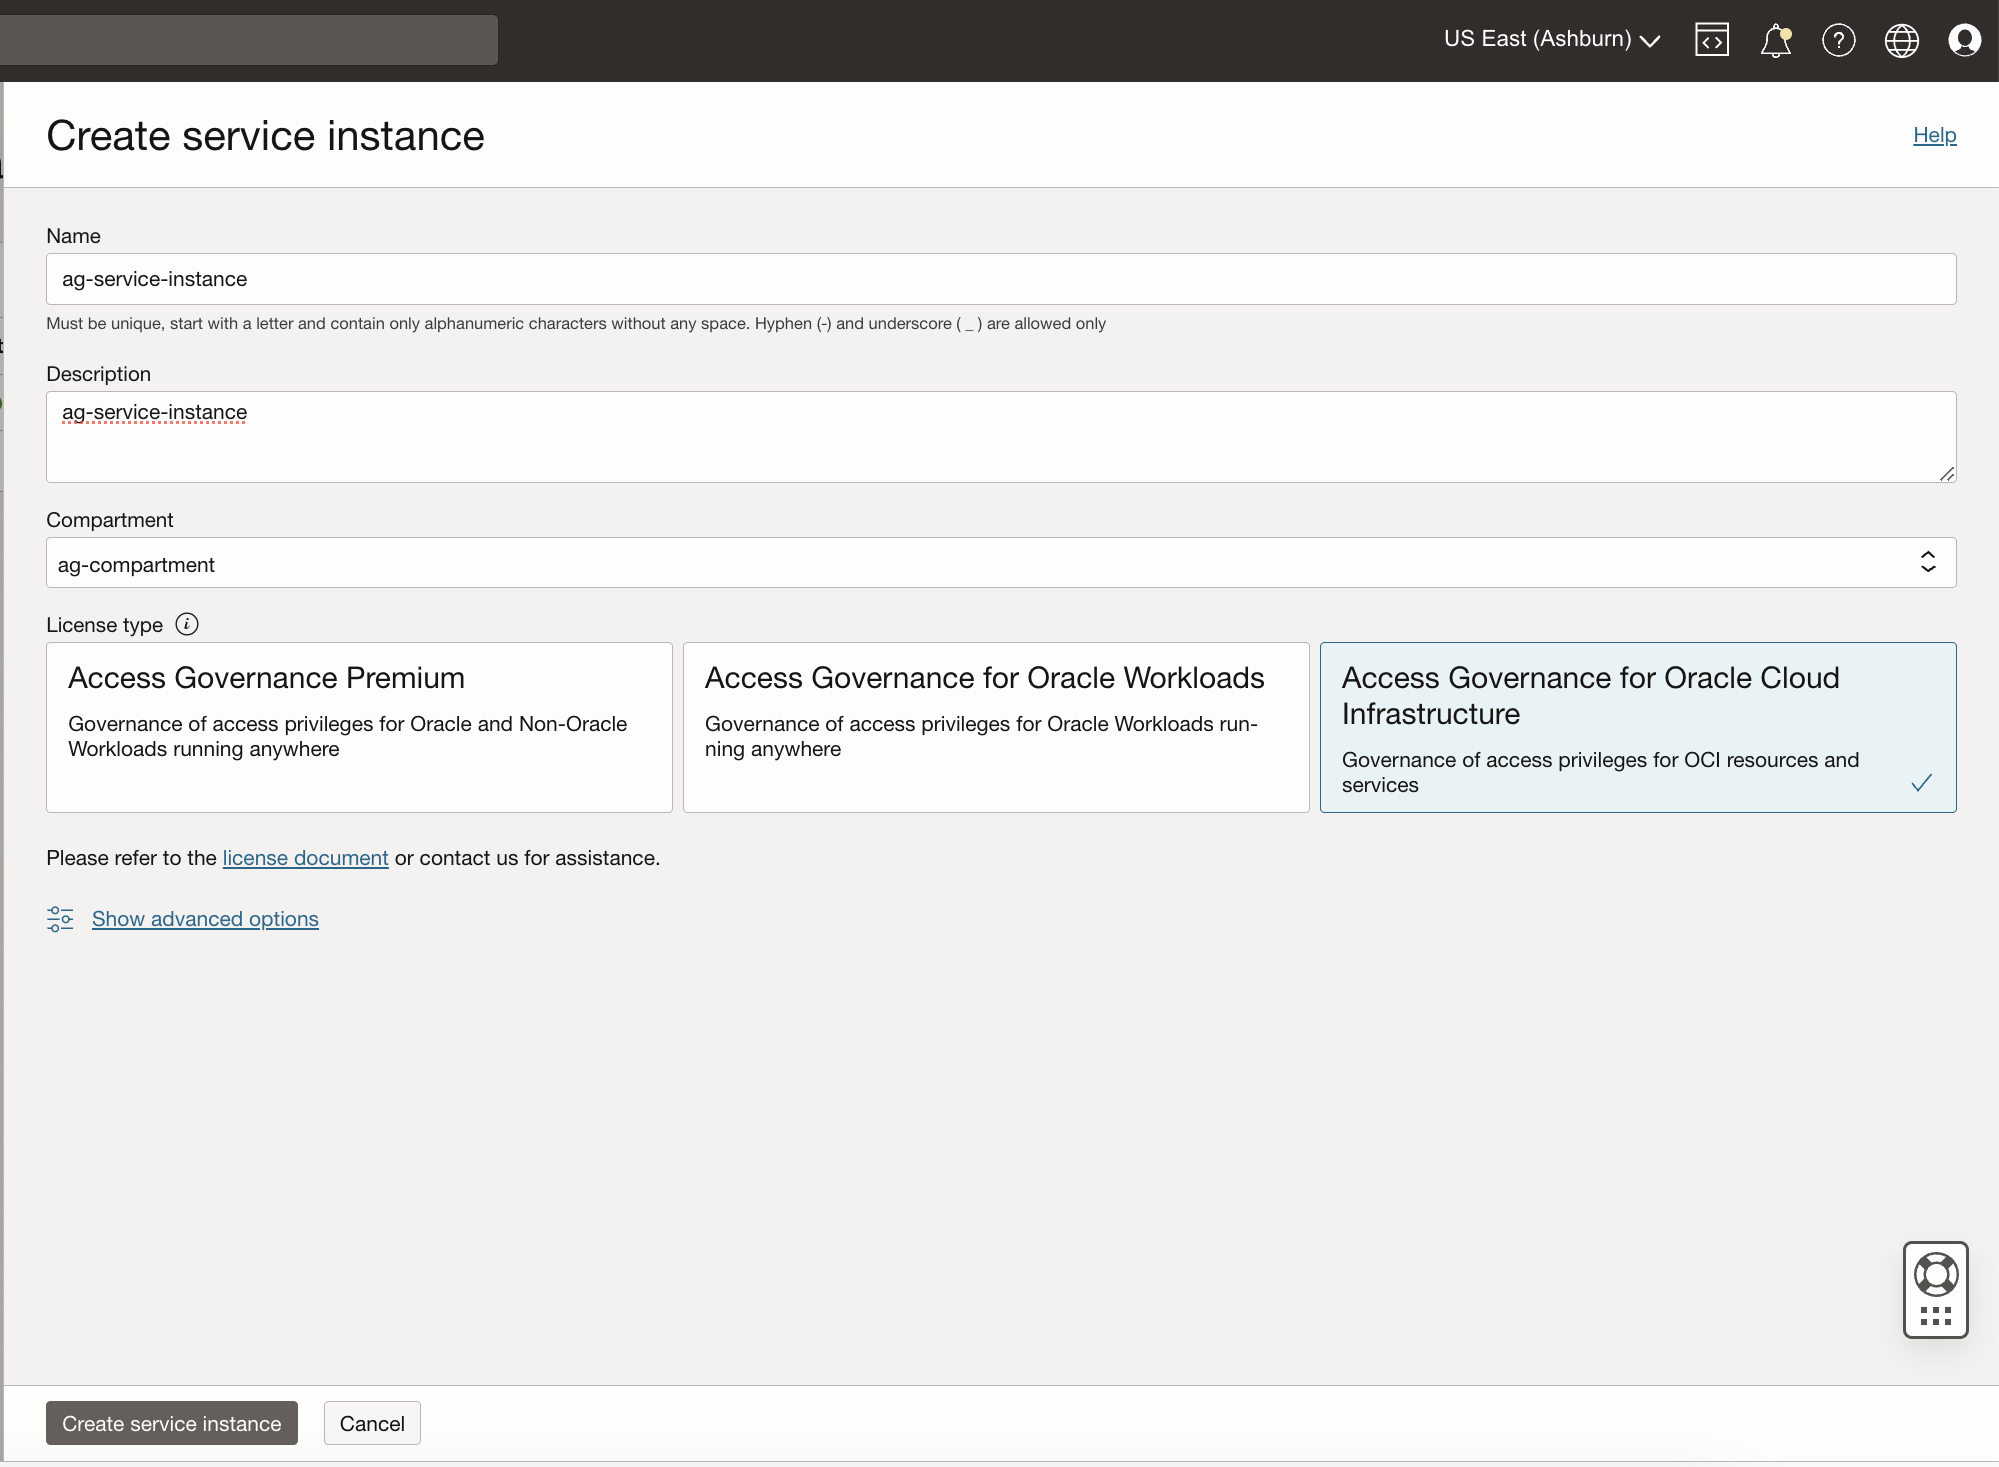 US East (Ashburn)
Create service instance
Help
Name
ag-service-instance
Must be unique, start with a letter and contain only alphanumeric characters without any space. Hyphen (-) and underscore ( _ ) are allowed only
Description
ag-service-instance
Compartment
ag-compartment
License type
Access Governance Premium
Governance of access privileges for Oracle and Non-Oracle
Workloads running anywhere
Access Governance for Oracle Workloads
Governance of access privileges for Oracle Workloads run-
ning anywhere
Access Governance for Oracle Cloud
Infrastructure
Governance of access privileges for OCI resources and
services
Please refer to the license document or contact us for assistance.
Show advanced options
Create service instance
Cancel